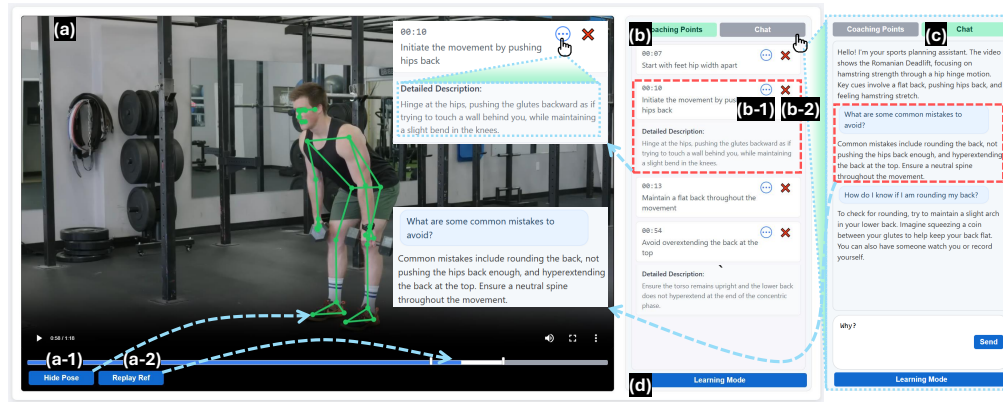 (a)
00:10
Initiate the movement by pushing
hips back
Detailed Description:
Hinge at the hips, pushing the glutes backward as if
trying to touch a wall behind you, while maintaining
a slight bend in the knees.
What are some common mistakes to
avoid?
Common mistakes include rounding the back, not
pushing the hips back enough, and hyperextending
the back at the top. Ensure a neutral spine
throughout the movement.
0:58 / 1:18
(a-1)
(a-2)
Hide Pose
Replay Ref
(b)
oaching Points
Chat
00:07
Start with feet hip width apart
00:10
Initiate the movement by pus
hips back
(b-1)
(b-2)
Detailed Description:
Hinge at the hips, pushing the glutes backward as if
trying to touch a wall behind you, while maintaining
a slight bend in the knees.
00:13
Maintain a flat back throughout the
movement
00:54
Avoid overextending the back at the
top
Detailed Description:
Ensure the torso remains upright and the lower back
does not hyperextend at the end of the concentric
phase.
(d)
Learning Mode
Coaching Points
(c)
Chat
Hello! I'm your sports planning assistant. The video
shows the Romanian Deadlift, focusing on
hamstring strength through a hip hinge motion.
Key cues involve a flat back, pushing hips back, and
feeling hamstring stretch.
What are some common mistakes to
avoid?
Common mistakes include rounding the back, not
pushing the hips back enough, and hyperextending
the back at the top. Ensure a neutral spine
throughout the movement.
How do I know if I am rounding my back?
To check for rounding, try to maintain a slight arch
in your lower back. Imagine squeezing a coin
between your glutes to help keep your back flat.
You can also have someone watch you or record
yourself.
Why?
Send
Learning Mode